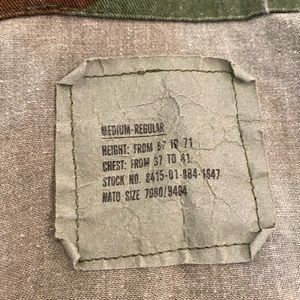 MEDIUM-REGULAR
HEIGHT: FROM 67 TO 71
CHEST: FROM 37 TO 41
STOCK NO. 8415-01-084-1647
NATO SIZE 7080/9404